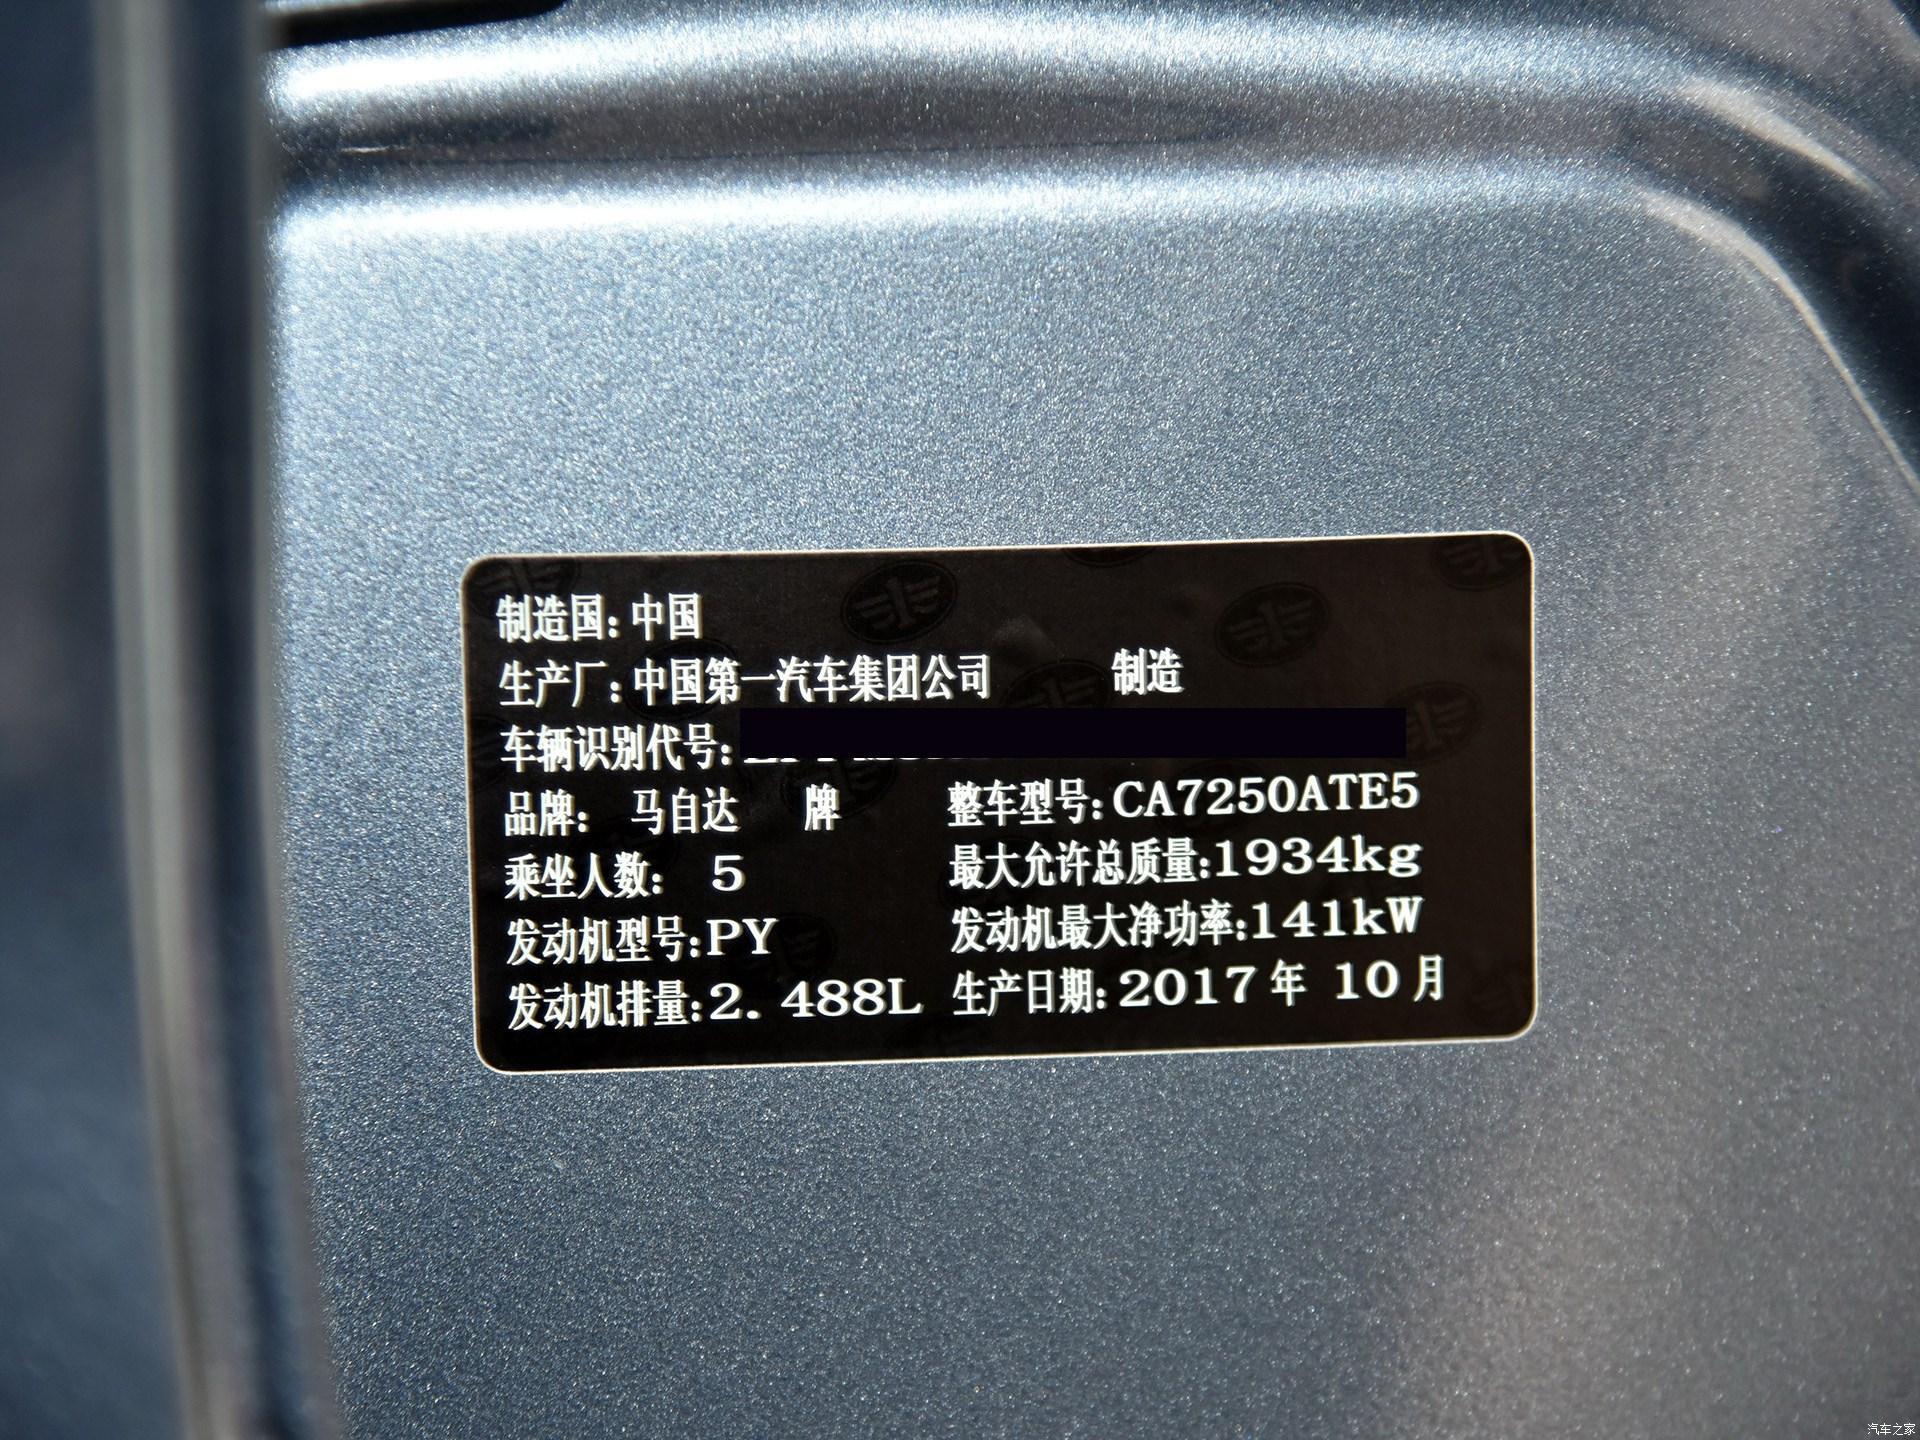 制造国: 中国
生产厂: 中国第一汽车集团公司 制造
车辆识别代号:
品牌: 马自达 牌 整车型号: CA7250ATE5
乘坐人数: 5 最大允许总质量:1934kg
发动机型号:PY 发动机最大净功率:141kW
发动机排量:2. 488L 生产日期: 2017 年 10 月
汽车之家